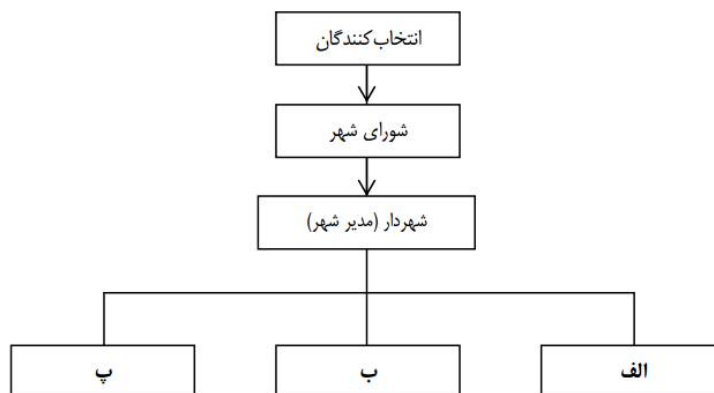 انتخاب‌کنندگان
شورای شهر
شهردار (مدیر شهر)
الف
ب
پ